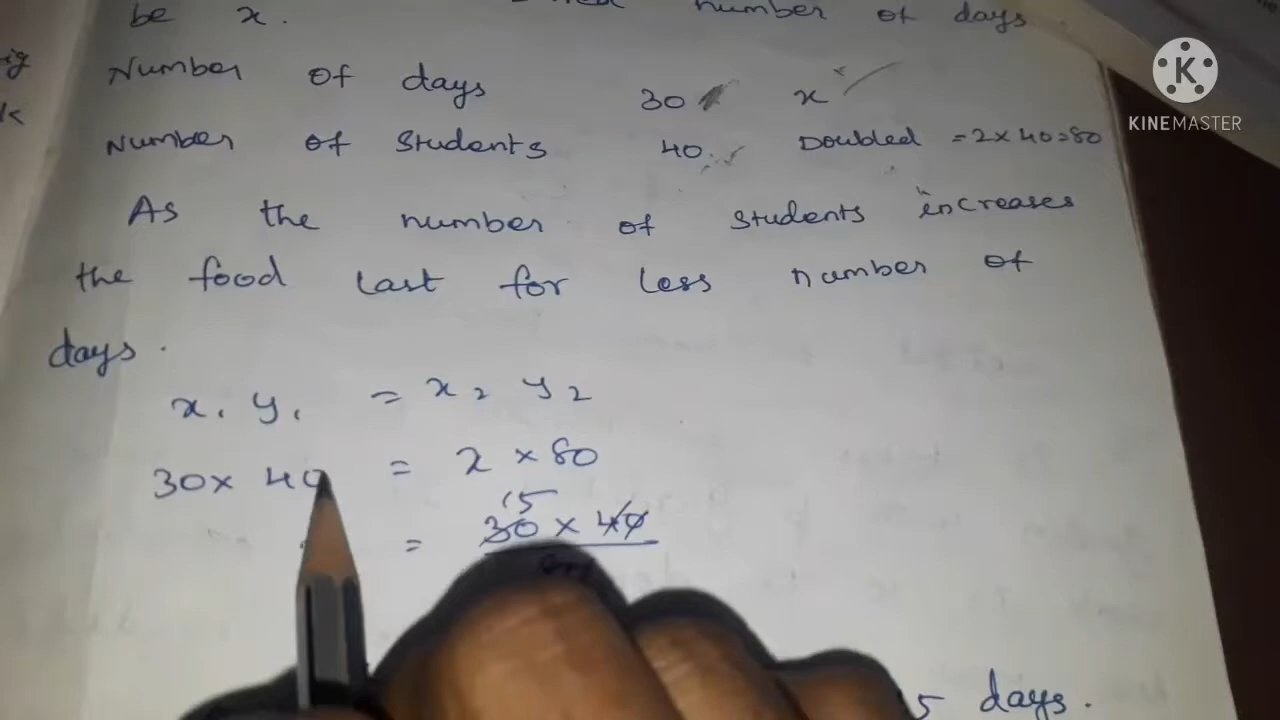 be x. number of days
Number of days 30 x
Number of Students 40 Doubled = 2 × 40 = 80
As the number of students increases
the food last for less number of
days.
x₁ y₁ = x₂ y₂
30 × 40 = x × 80
15
= 30 × 40
5 days.
K
KINEMASTER